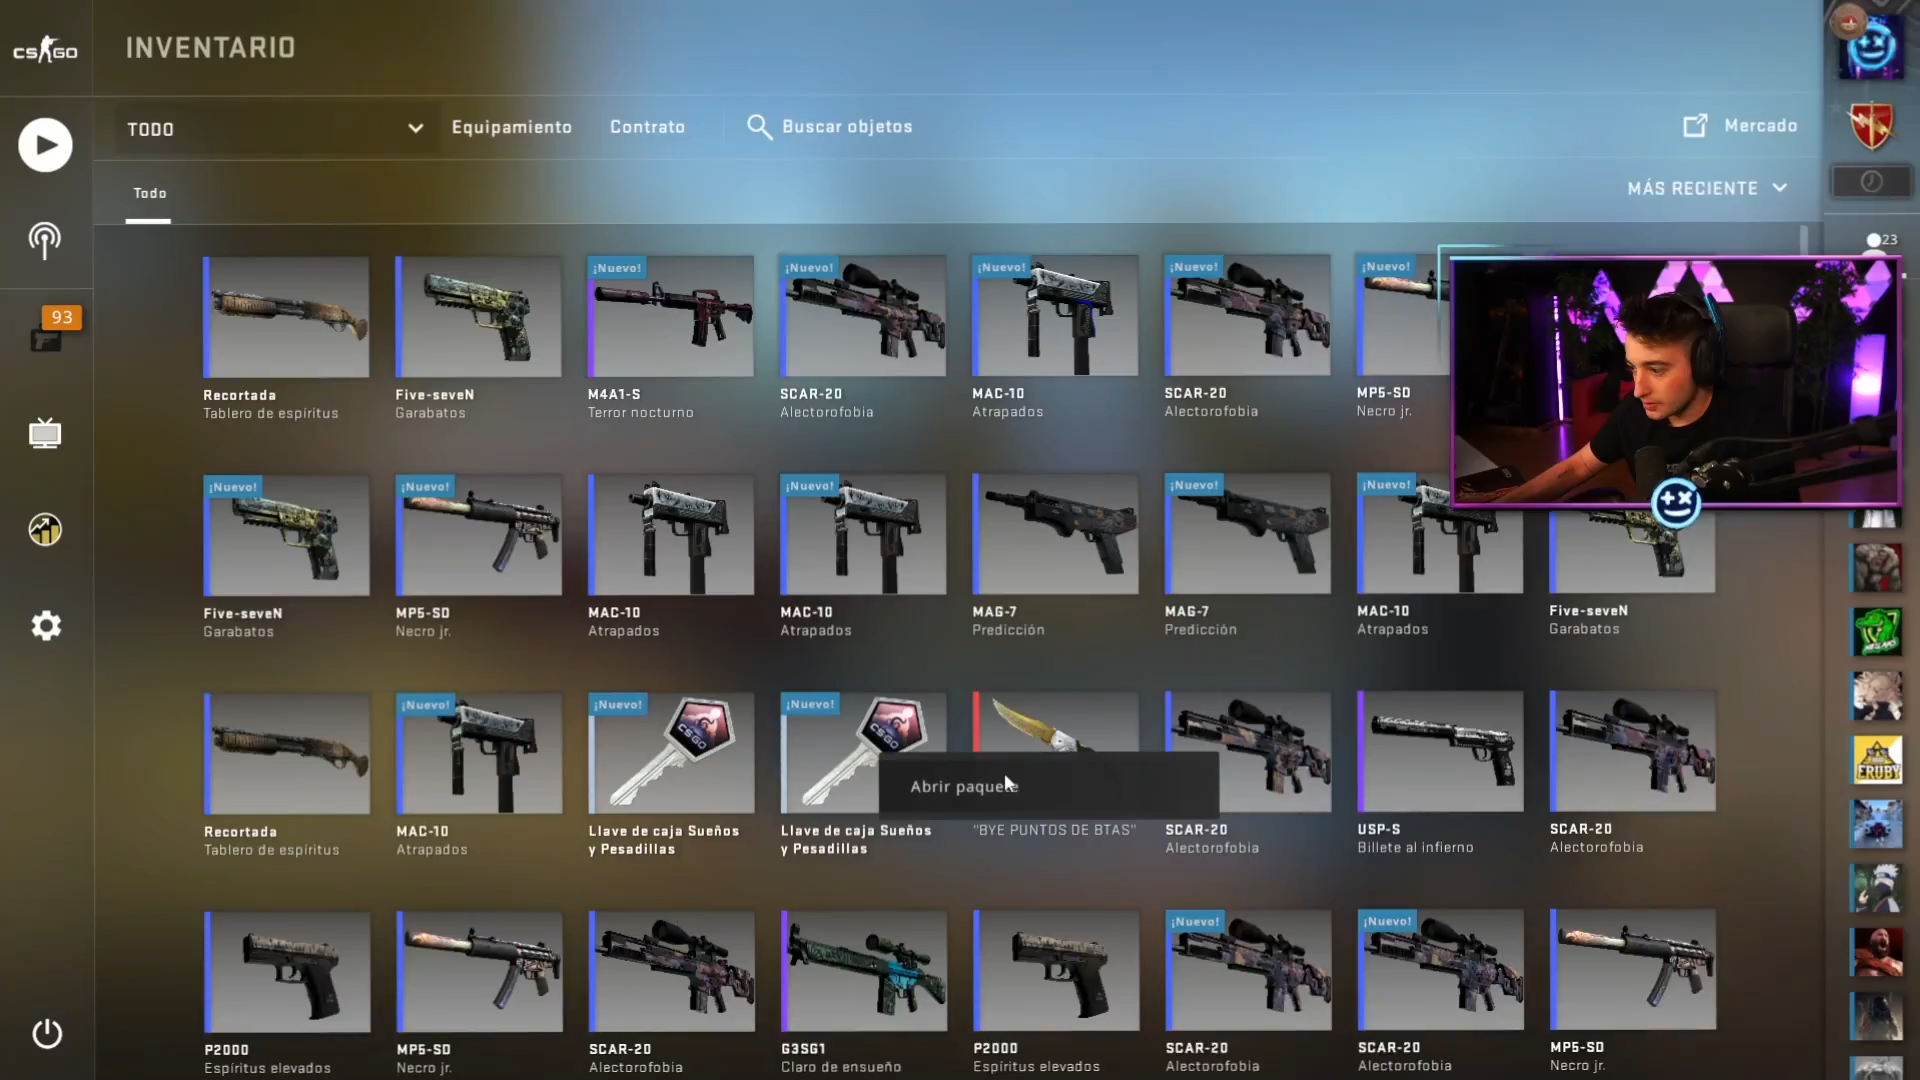 CS GO
INVENTARIO
TODO
Equipamiento
Contrato
Buscar objetos
Mercado
Todo
MÁS RECIENTE
23
93
¡Nuevo!
¡Nuevo!
¡Nuevo!
¡Nuevo!
¡Nuevo!
Recortada
Tablero de espíritus
Five-seveN
Garabatos
M4A1-S
Terror nocturno
SCAR-20
Alectorofobia
MAC-10
Atrapados
SCAR-20
Alectorofobia
MP5-SD
Necro jr.
¡Nuevo!
¡Nuevo!
¡Nuevo!
¡Nuevo!
¡Nuevo!
Five-seveN
Garabatos
MP5-SD
Necro jr.
MAC-10
Atrapados
MAC-10
Atrapados
MAG-7
Predicción
MAG-7
Predicción
MAC-10
Atrapados
Five-seveN
Garabatos
¡Nuevo!
¡Nuevo!
¡Nuevo!
CS:GO
CS:GO
Abrir paquete
Recortada
Tablero de espíritus
MAC-10
Atrapados
Llave de caja Sueños
y Pesadillas
Llave de caja Sueños
y Pesadillas
"BYE PUNTOS DE BTAS"
SCAR-20
Alectorofobia
USP-S
Billete al infierno
SCAR-20
Alectorofobia
ERUBY
¡Nuevo!
¡Nuevo!
P2000
Espíritus elevados
MP5-SD
Necro jr.
SCAR-20
Alectorofobia
G3SG1
Claro de ensueño
P2000
Espíritus elevados
SCAR-20
Alectorofobia
SCAR-20
Alectorofobia
MP5-SD
Necro jr.